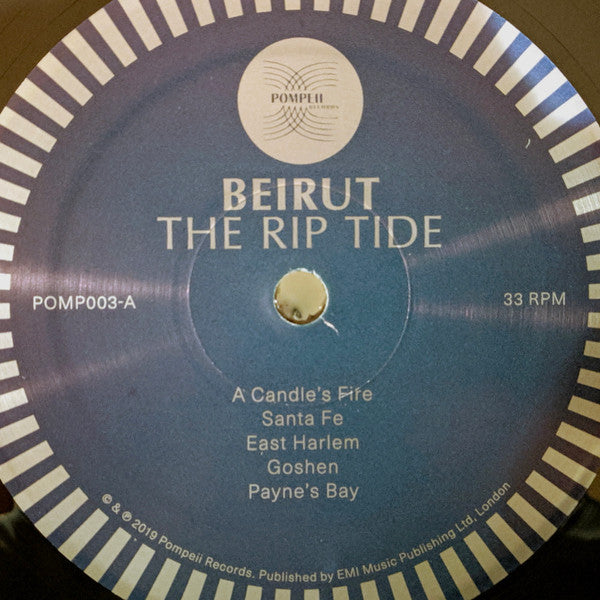 POMPEII
RECORDS
BEIRUT
THE RIP TIDE
POMP003-A
33 RPM
A Candle's Fire
Santa Fe
East Harlem
Goshen
Payne's Bay
© & ℗ 2019 Pompeii Records. Published by EMI Music Publishing Ltd, London